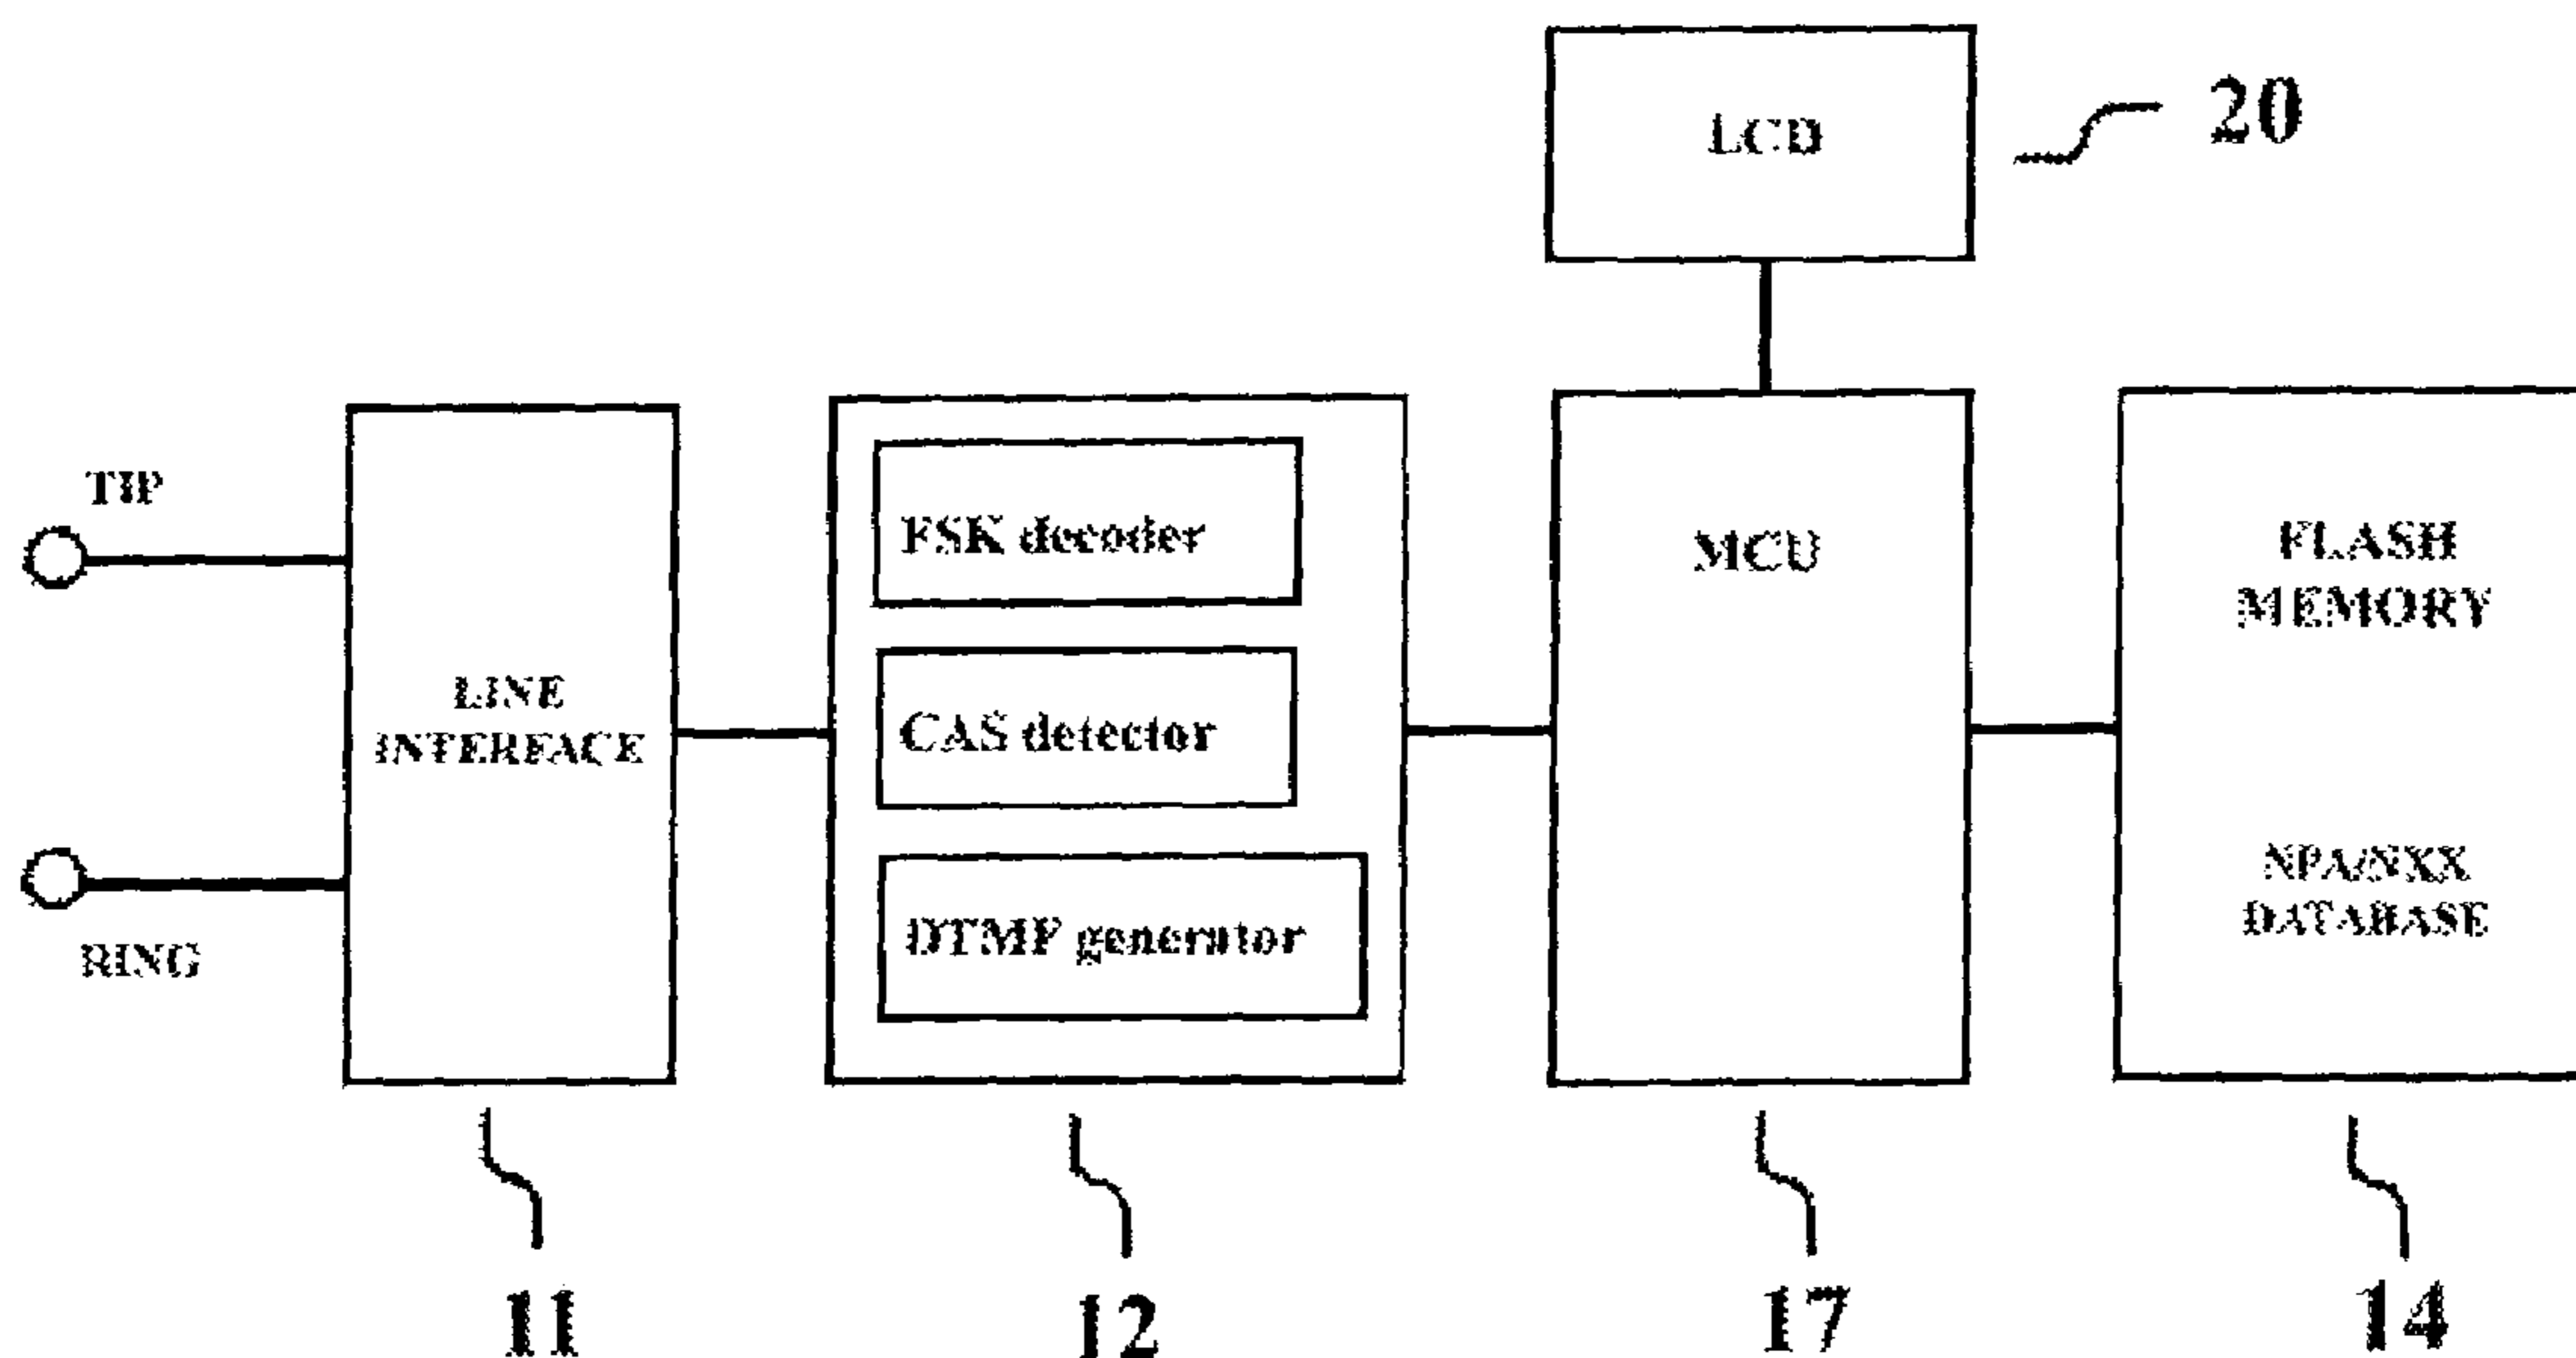 LCD
20
TIP
RING
LINE
INTERFACE
FSK decoder
CAS detector
DTMF generator
MCU
FLASH
MEMORY
NPA/NXX
DATABASE
11
12
17
14